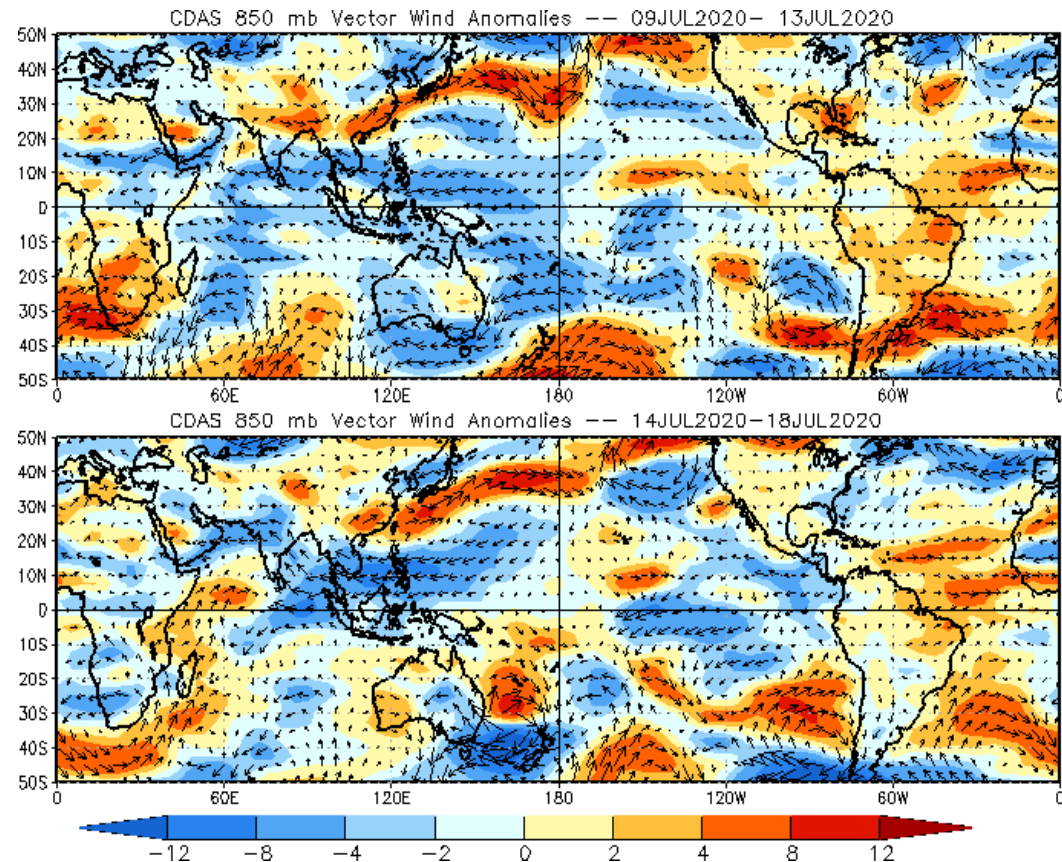 CDAS 850 mb Vector Wind Anomalies -- 09JUL2020- 13JUL2020
50N
40N
30N
20N
10N
0
10S
20S
30S
40S
50S
0 60E 120E 180 120W 60W 0
CDAS 850 mb Vector Wind Anomalies -- 14JUL2020-18JUL2020
50N
40N
30N
20N
10N
0
10S
20S
30S
40S
50S
0 60E 120E 180 120W 60W 0
-12 -8 -4 -2 0 2 4 8 12